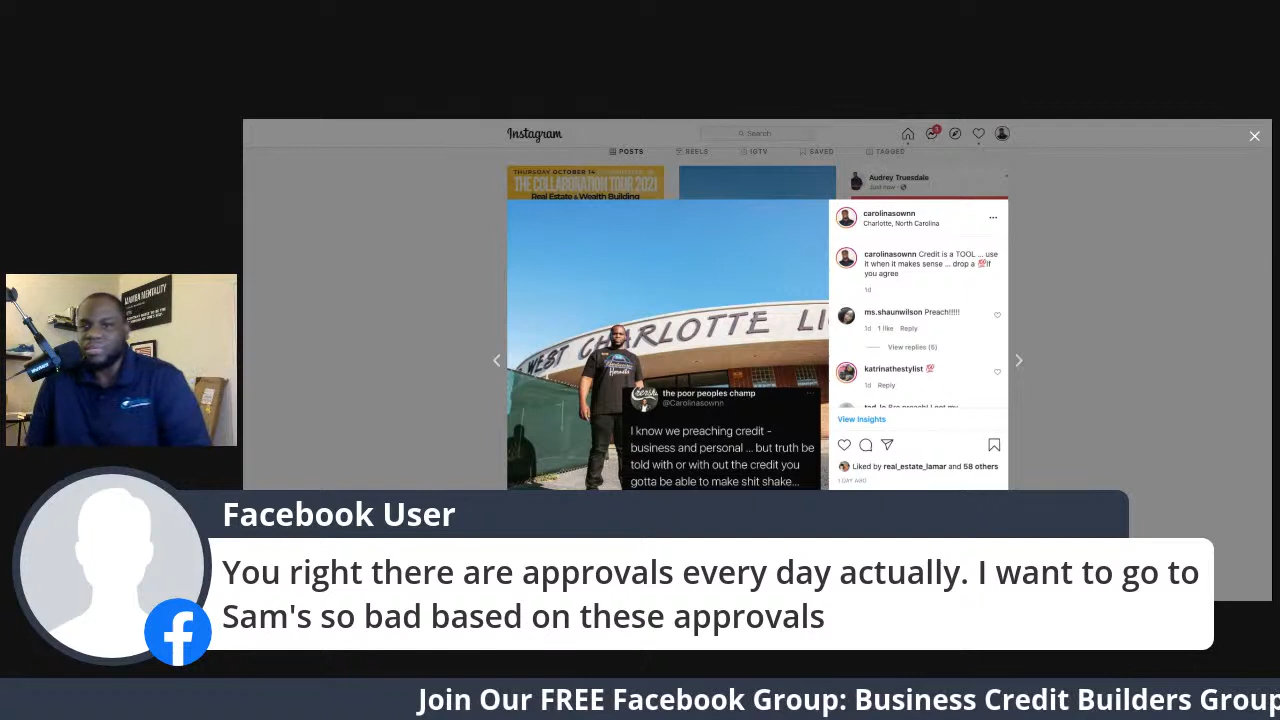 Instagram
Search
1
POSTS
REELS
IGTV
SAVED
TAGGED
THURSDAY OCTOBER 14
THE COLLABORATION TOUR 2021
Real Estate & Wealth Building
Audrey Truesdale
Just now
MAMBA MENTALITY
WEST CHARLOTTE LI
the poor peoples champ
@Carolinasownn
I know we preaching credit -
business and personal ... but truth be
told with or with out the credit you
gotta be able to make shit shake...
carolinasownn
Charlotte, North Carolina
carolinasownn Credit is a TOOL ... use
it when it makes sense ... drop a 💯if
you agree
1d
ms.shaunwilson Preach!!!!!
1d 1 like Reply
View replies (5)
katrinathestylist 💯
1d Reply
View Insights
Liked by real_estate_lamar and 58 others
1 DAY AGO
Facebook User
You right there are approvals every day actually. I want to go to
Sam's so bad based on these approvals
Join Our FREE Facebook Group: Business Credit Builders Group